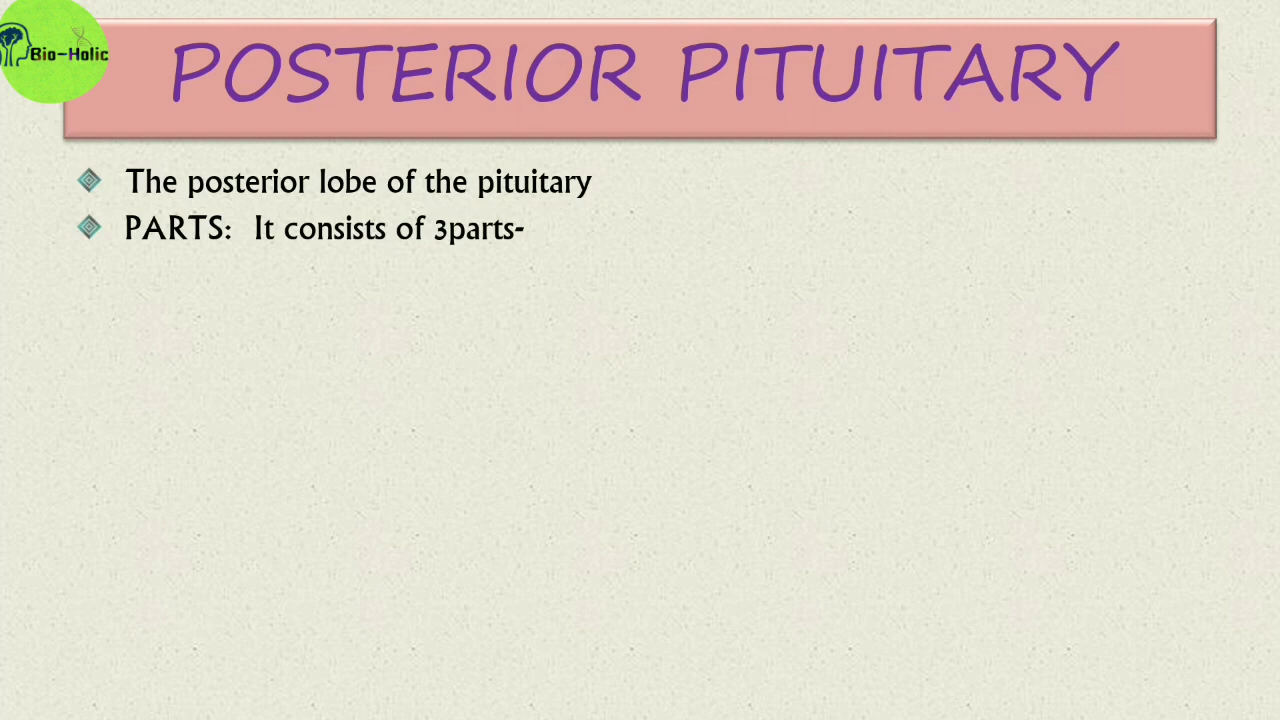 Bio-Holic
POSTERIOR PITUITARY
The posterior lobe of the pituitary
PARTS: It consists of 3parts-